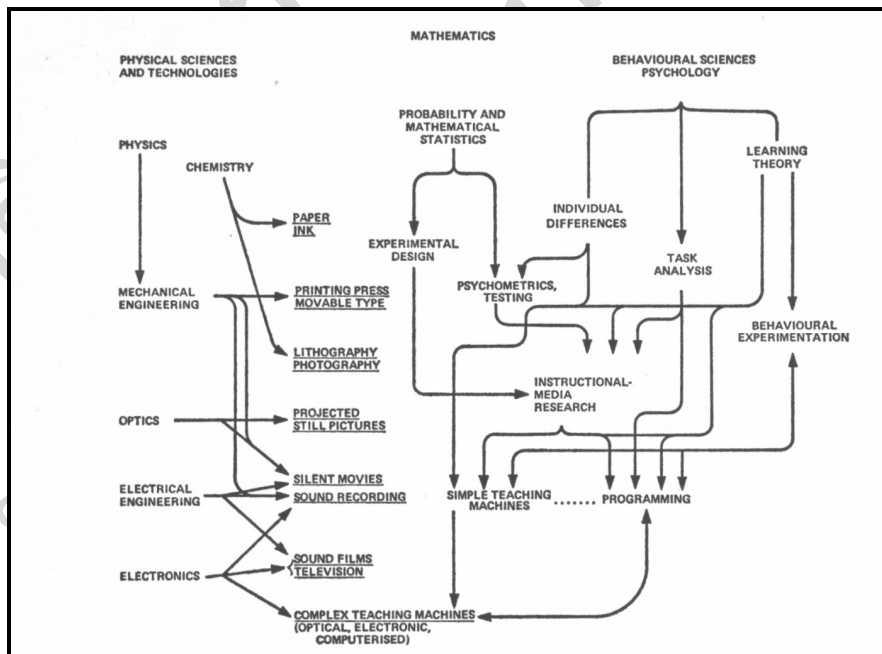 MATHEMATICS
PHYSICAL SCIENCES
AND TECHNOLOGIES
BEHAVIOURAL SCIENCES
PSYCHOLOGY
PROBABILITY AND
MATHEMATICAL
STATISTICS
PHYSICS
CHEMISTRY
LEARNING
THEORY
PAPER
INK
INDIVIDUAL
DIFFERENCES
EXPERIMENTAL
DESIGN
TASK
ANALYSIS
MECHANICAL
ENGINEERING
PRINTING PRESS
MOVABLE TYPE
PSYCHOMETRICS,
TESTING
BEHAVIOURAL
EXPERIMENTATION
LITHOGRAPHY
PHOTOGRAPHY
INSTRUCTIONAL-
MEDIA
RESEARCH
OPTICS
PROJECTED
STILL PICTURES
ELECTRICAL
ENGINEERING
SILENT MOVIES
SOUND RECORDING
SIMPLE TEACHING
MACHINES ....... PROGRAMMING
ELECTRONICS
SOUND FILMS
TELEVISION
COMPLEX TEACHING MACHINES
(OPTICAL, ELECTRONIC,
COMPUTERISED)